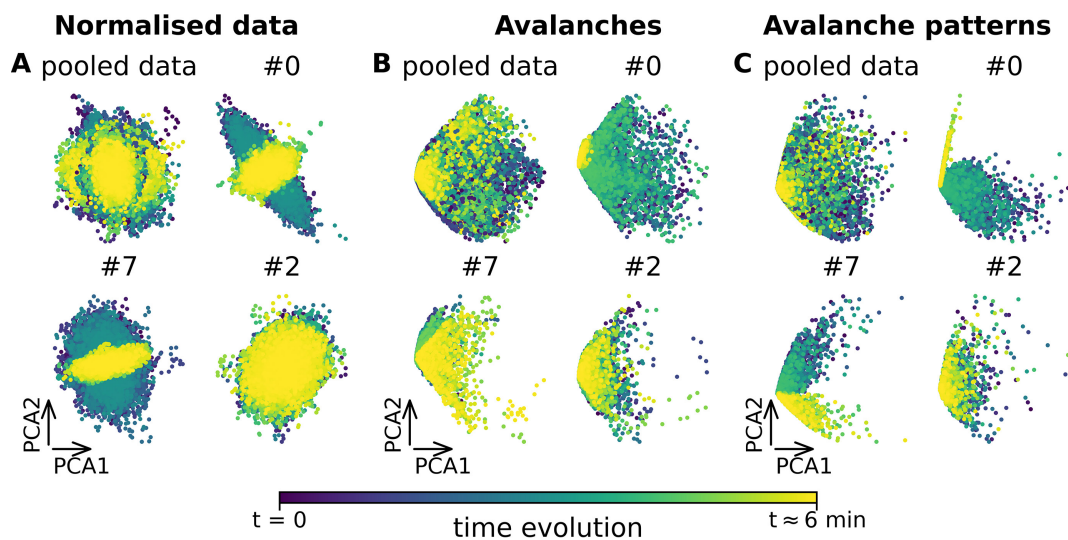 Normalised data
Avalanches
Avalanche patterns
A pooled data #0
B pooled data #0
C pooled data #0
#7 #2
#7 #2
#7 #2
PCA2
PCA1
PCA2
PCA1
PCA2
PCA1
t = 0
time evolution
t ≈ 6 min